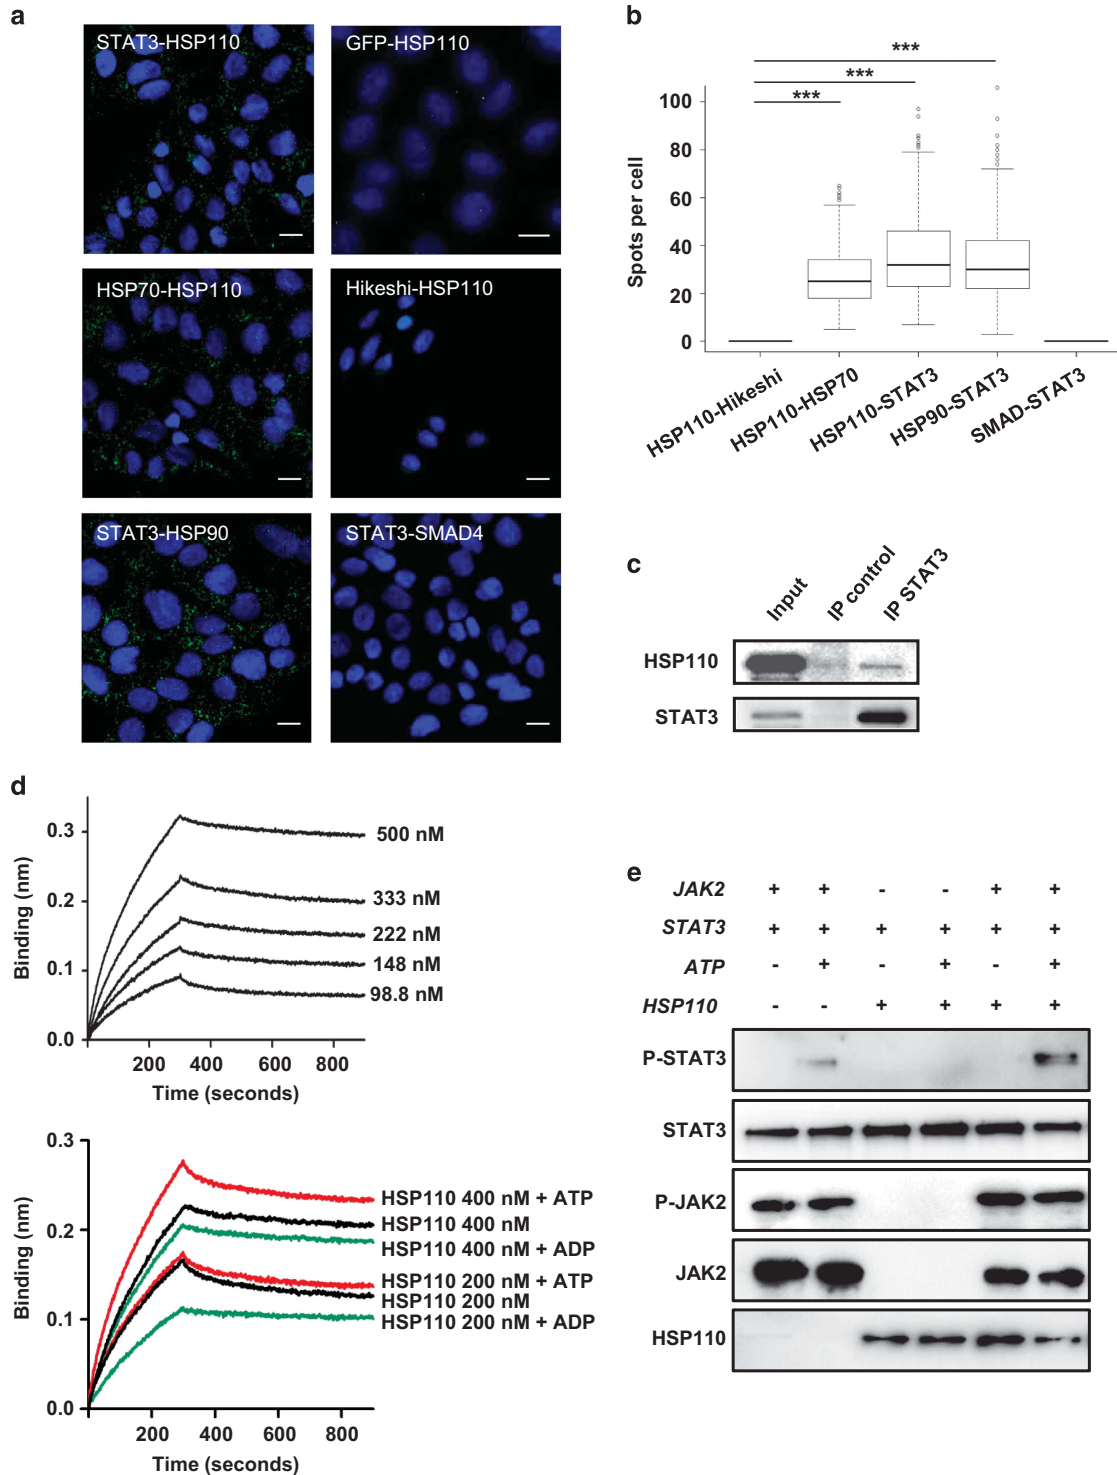 a
STAT3-HSP110
GFP-HSP110
HSP70-HSP110
Hikeshi-HSP110
STAT3-HSP90
STAT3-SMAD4
b
***
***
***
Spots per cell
100
80
60
40
20
0
HSP110-Hikeshi
HSP110-HSP70
HSP110-STAT3
HSP90-STAT3
SMAD-STAT3
c
Input
IP control
IP STAT3
HSP110
STAT3
d
Binding (nm)
0.3
0.2
0.1
0.0
500 nM
333 nM
222 nM
148 nM
98.8 nM
200 400 600 800
Time (seconds)
Binding (nm)
0.3
0.2
0.1
0.0
HSP110 400 nM + ATP
HSP110 400 nM
HSP110 400 nM + ADP
HSP110 200 nM + ATP
HSP110 200 nM
HSP110 200 nM + ADP
200 400 600 800
Time (seconds)
e
JAK2 + + - - + +
STAT3 + + + + + +
ATP - + - + - +
HSP110 - - + + + +
P-STAT3
STAT3
P-JAK2
JAK2
HSP110